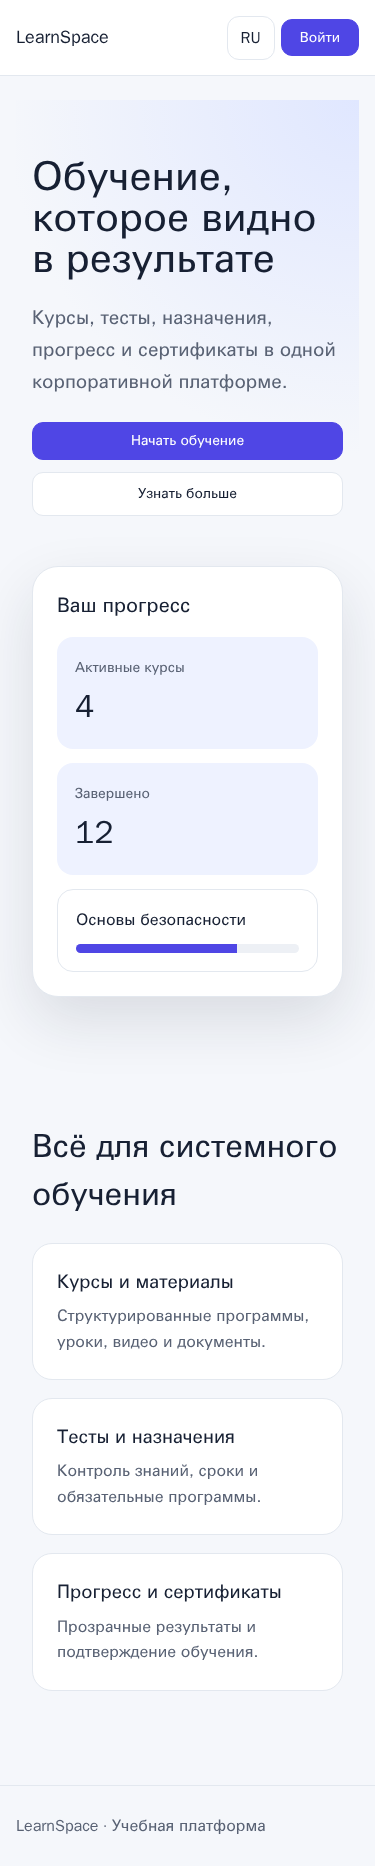 LearnSpace
RU
Войти
Обучение,
которое видно
в результате
Курсы, тесты, назначения,
прогресс и сертификаты в одной
корпоративной платформе.
Начать обучение
Узнать больше
Ваш прогресс
Активные курсы
4
Завершено
12
Основы безопасности
Всё для системного
обучения
Курсы и материалы
Структурированные программы,
уроки, видео и документы.
Тесты и назначения
Контроль знаний, сроки и
обязательные программы.
Прогресс и сертификаты
Прозрачные результаты и
подтверждение обучения.
LearnSpace · Учебная платформа